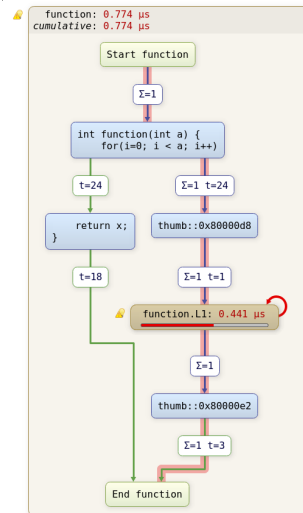 function: 0.774 µs
cumulative: 0.774 µs
Start function
Σ=1
int function(int a) {
for(i=0; i < a; i++)
t=24
Σ=1 t=24
return x;
}
thumb::0x80000d8
t=18
Σ=1 t=1
function.L1: 0.441 µs
Σ=1
thumb::0x80000e2
Σ=1 t=3
End function